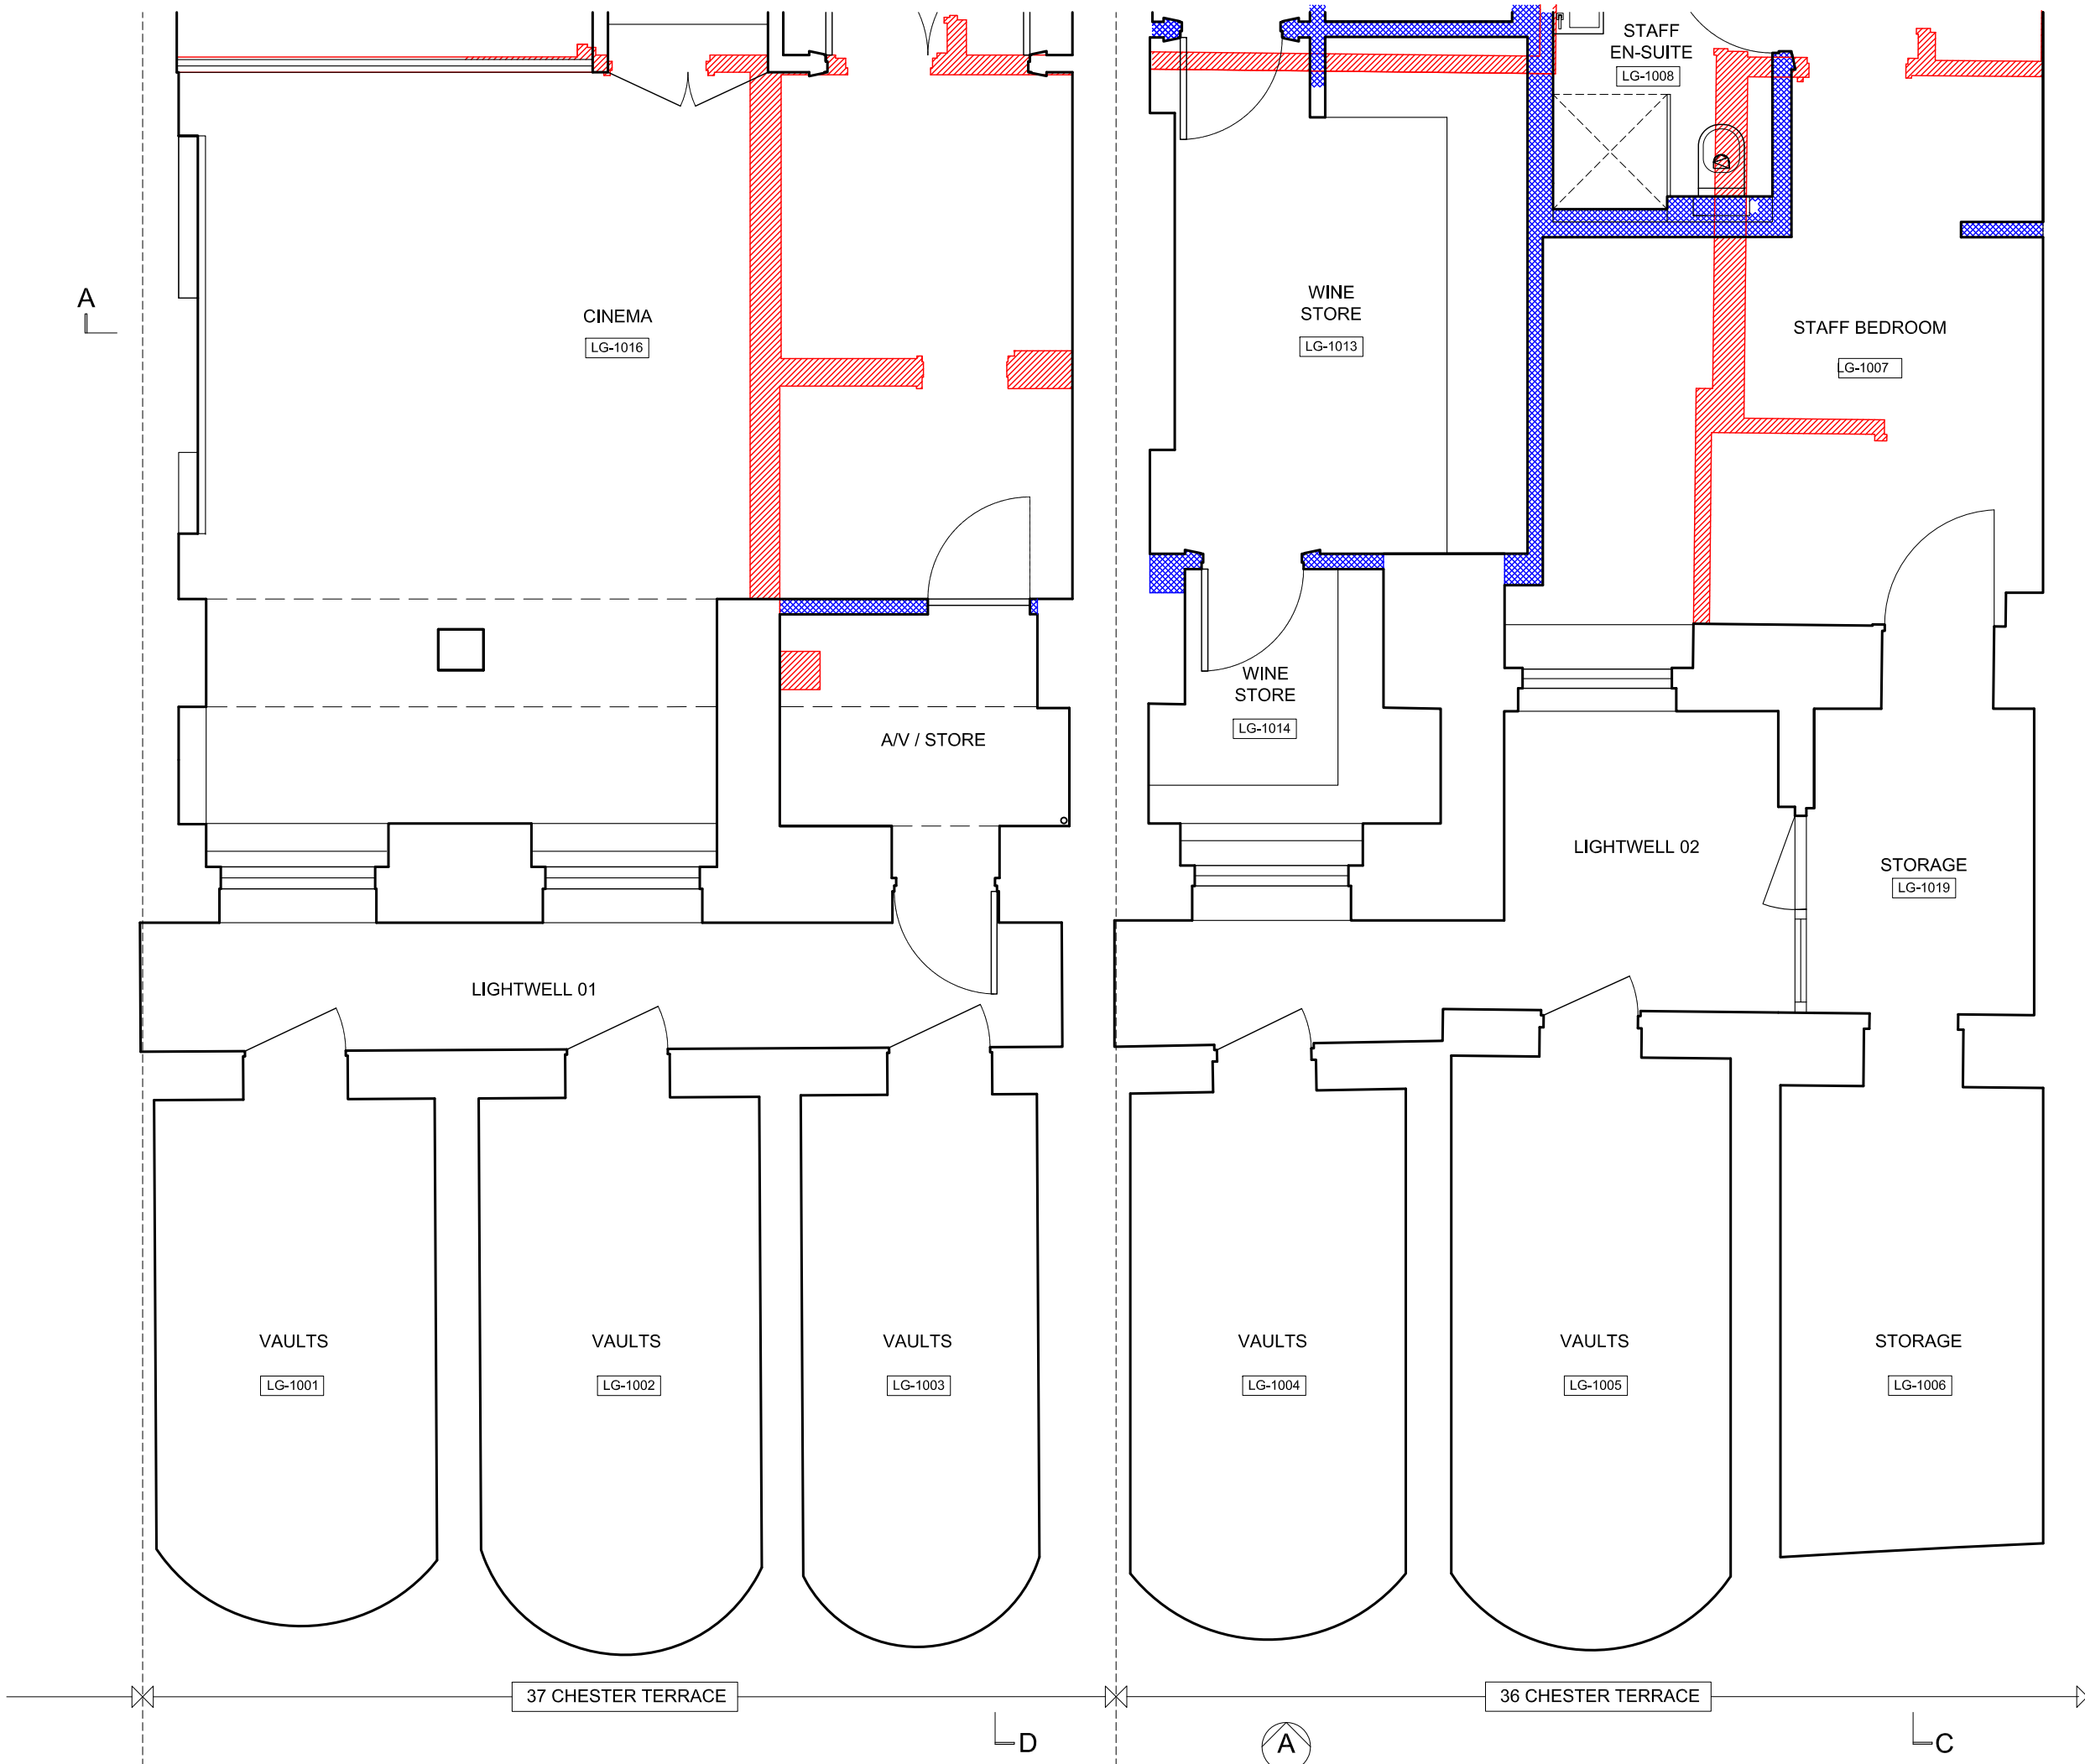 STAFF
EN-SUITE
LG-1008
A
CINEMA
LG-1016
WINE
STORE
LG-1013
STAFF BEDROOM
LG-1007
WINE
STORE
LG-1014
A/V / STORE
LIGHTWELL 02
STORAGE
LG-1019
LIGHTWELL 01
VAULTS
LG-1001
VAULTS
LG-1002
VAULTS
LG-1003
VAULTS
LG-1004
VAULTS
LG-1005
STORAGE
LG-1006
37 CHESTER TERRACE
36 CHESTER TERRACE
D
A
C